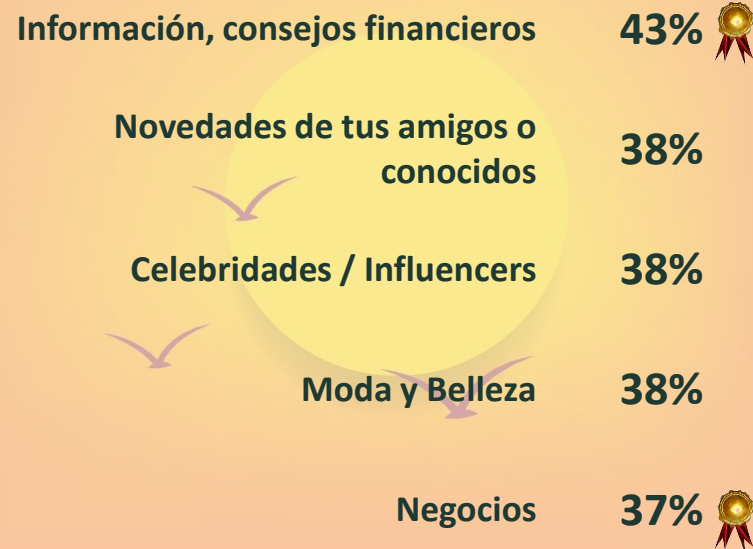 Información, consejos financieros 43%
Novedades de tus amigos o
conocidos 38%
Celebridades / Influencers 38%
Moda y Belleza 38%
Negocios 37%